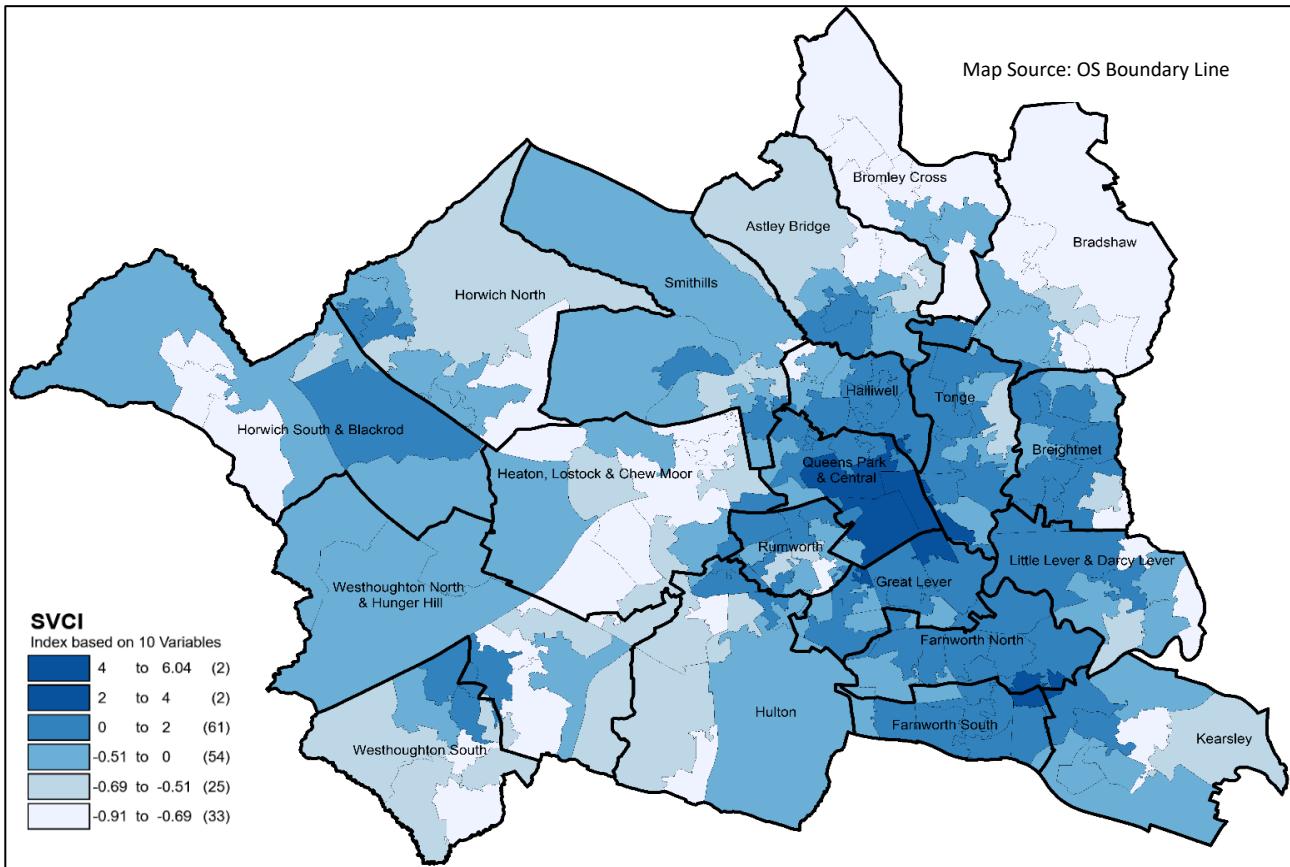 Map Source: OS Boundary Line
Bromley Cross
Astley Bridge
Bradshaw
Smithills
Horwich North
Halliwell
Tonge
Horwich South & Blackrod
Breightmet
Queens Park
& Central
Heaton, Lostock & Chew Moor
Rumworth
Little Lever & Darcy Lever
Great Lever
Westhoughton North
& Hunger Hill
Farnworth North
Hulton
Farnworth South
Kearsley
Westhoughton South
SVCI
Index based on 10 Variables
4 to 6.04 (2)
2 to 4 (2)
0 to 2 (61)
-0.51 to 0 (54)
-0.69 to -0.51 (25)
-0.91 to -0.69 (33)